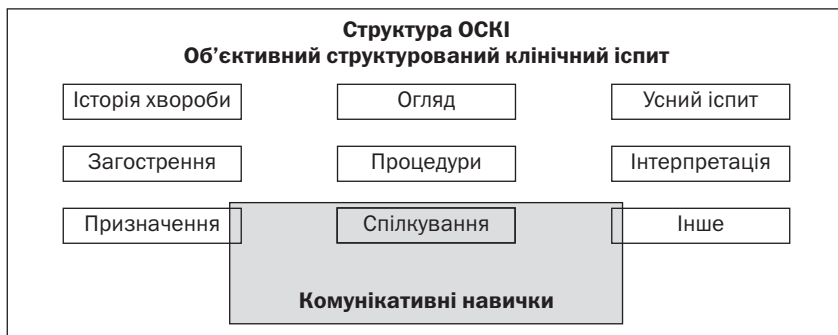 Структура ОСКІ
Об’єктивний структурований клінічний іспит
Історія хвороби
Огляд
Усний іспит
Загострення
Процедури
Інтерпретація
Призначення
Спілкування
Інше
Комунікативні навички